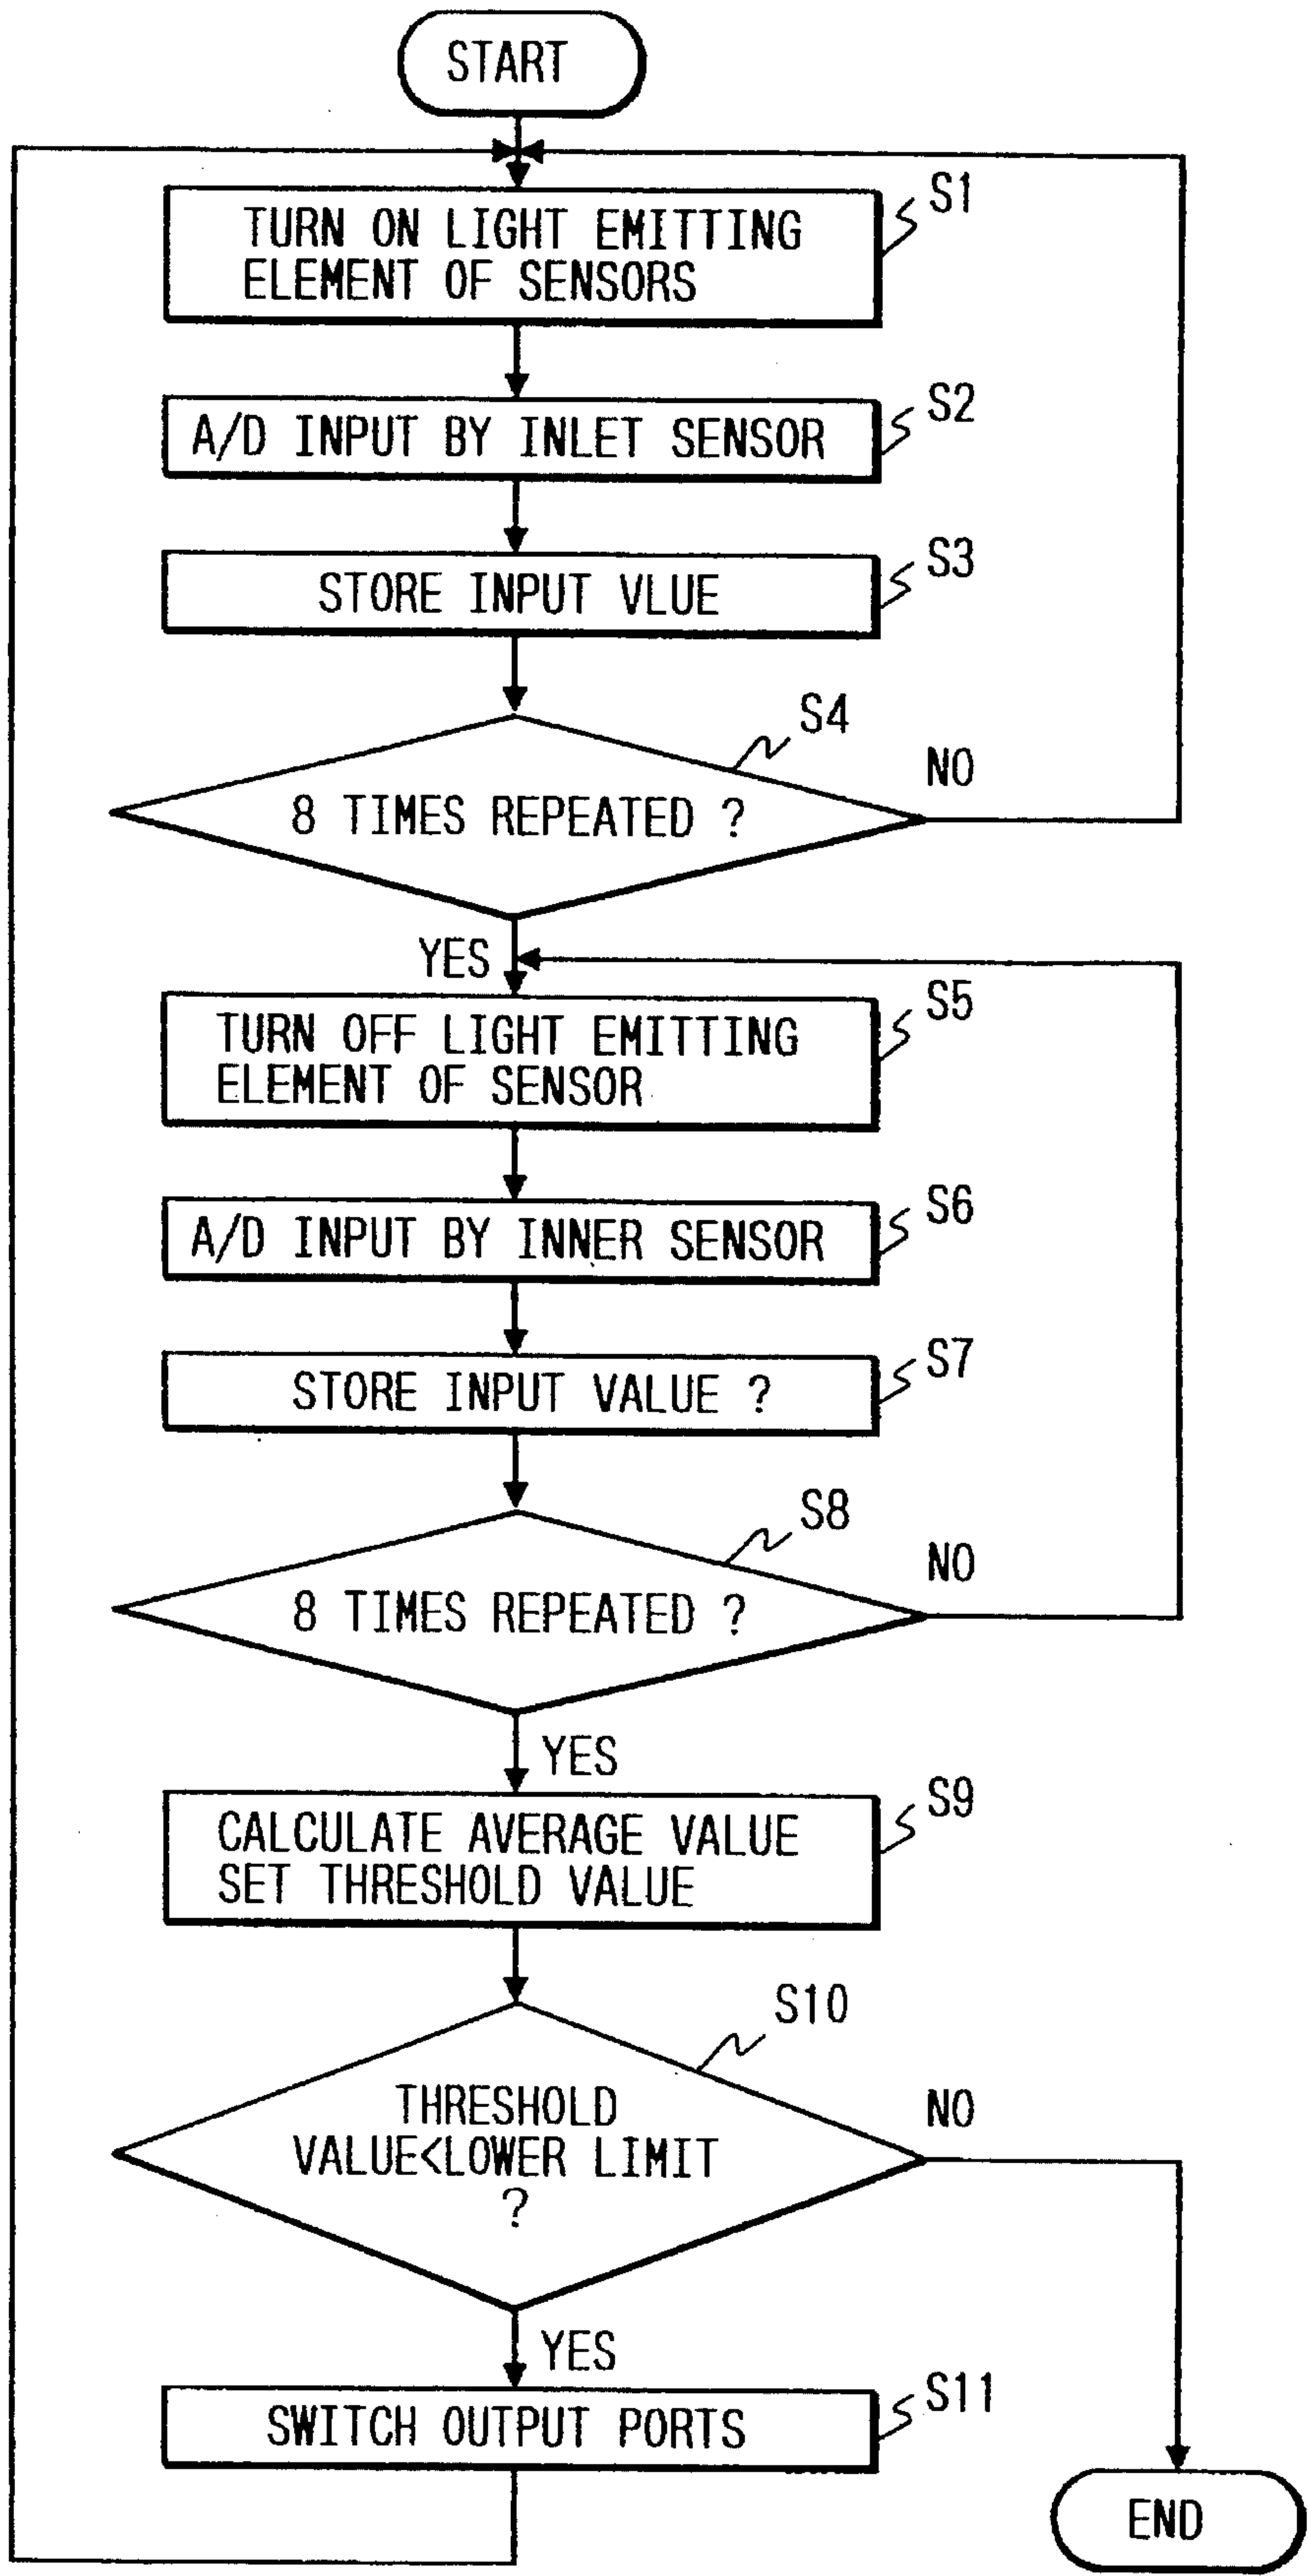 START
S1
TURN ON LIGHT EMITTING
ELEMENT OF SENSORS
S2
A/D INPUT BY INLET SENSOR
S3
STORE INPUT VLUE
S4
8 TIMES REPEATED ?
NO
YES
S5
TURN OFF LIGHT EMITTING
ELEMENT OF SENSOR
S6
A/D INPUT BY INNER SENSOR
S7
STORE INPUT VALUE ?
S8
8 TIMES REPEATED ?
NO
YES
S9
CALCULATE AVERAGE VALUE
SET THRESHOLD VALUE
S10
THRESHOLD
VALUE<LOWER LIMIT
?
NO
YES
S11
SWITCH OUTPUT PORTS
END